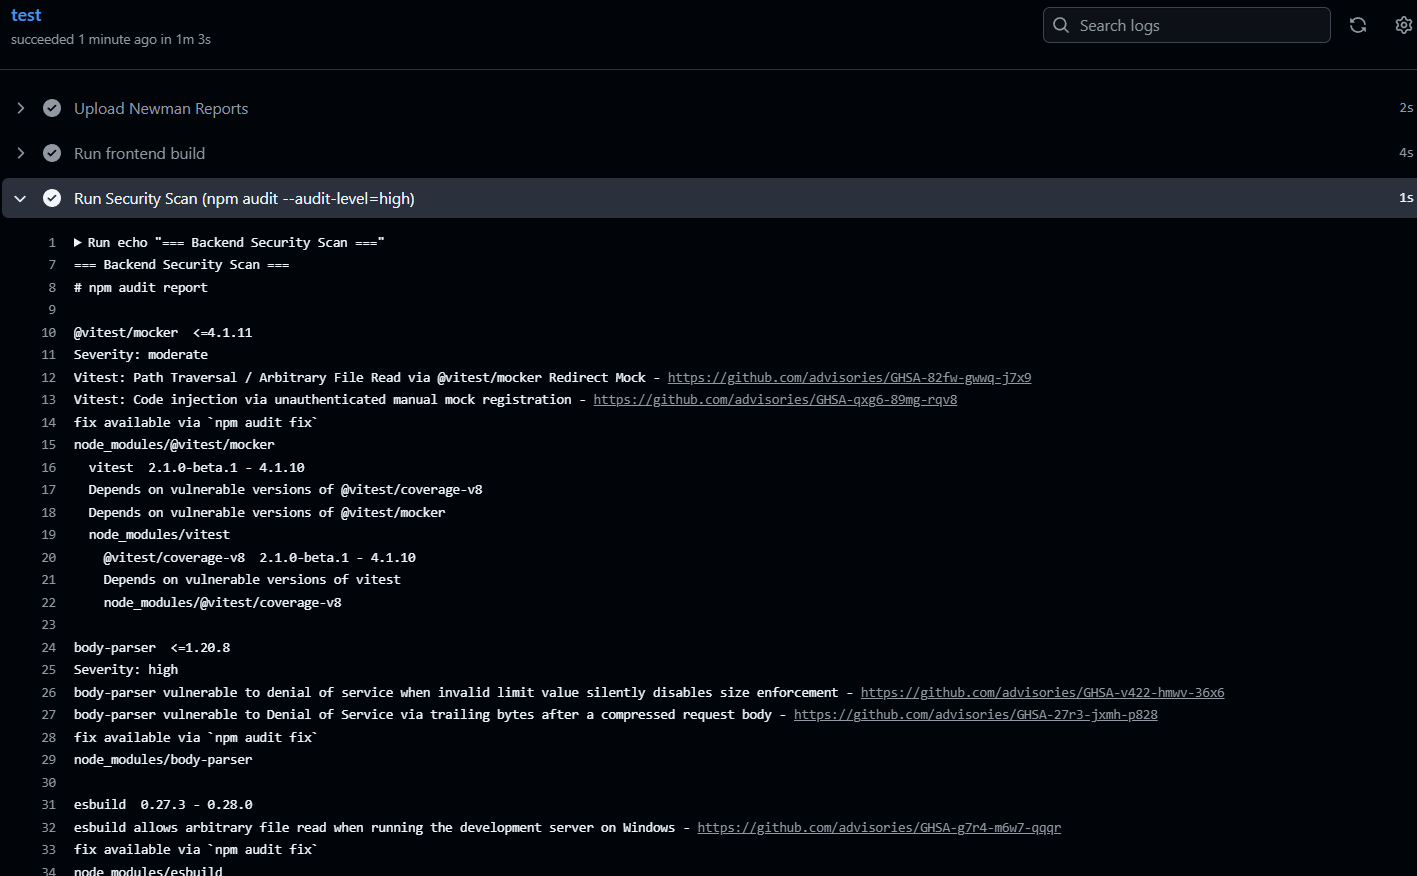 test
succeeded 1 minute ago in 1m 3s
Search logs
Upload Newman Reports 2s
Run frontend build 4s
Run Security Scan (npm audit --audit-level=high) 1s
1 Run echo "=== Backend Security Scan ==="
7 === Backend Security Scan ===
8 # npm audit report
9
10 @vitest/mocker  <=4.1.11
11 Severity: moderate
12 Vitest: Path Traversal / Arbitrary File Read via @vitest/mocker Redirect Mock - https://github.com/advisories/GHSA-82fw-gwwq-j7x9
13 Vitest: Code injection via unauthenticated manual mock registration - https://github.com/advisories/GHSA-qxg6-89mg-rqv8
14 fix available via `npm audit fix`
15 node_modules/@vitest/mocker
16   vitest  2.1.0-beta.1 - 4.1.10
17   Depends on vulnerable versions of @vitest/coverage-v8
18   Depends on vulnerable versions of @vitest/mocker
19   node_modules/vitest
20     @vitest/coverage-v8  2.1.0-beta.1 - 4.1.10
21     Depends on vulnerable versions of vitest
22     node_modules/@vitest/coverage-v8
23
24 body-parser  <=1.20.8
25 Severity: high
26 body-parser vulnerable to denial of service when invalid limit value silently disables size enforcement - https://github.com/advisories/GHSA-v422-hmwv-36x6
27 body-parser vulnerable to Denial of Service via trailing bytes after a compressed request body - https://github.com/advisories/GHSA-27r3-jxmh-p828
28 fix available via `npm audit fix`
29 node_modules/body-parser
30
31 esbuild  0.27.3 - 0.28.0
32 esbuild allows arbitrary file read when running the development server on Windows - https://github.com/advisories/GHSA-g7r4-m6w7-qqqr
33 fix available via `npm audit fix`
34 node_modules/esbuild